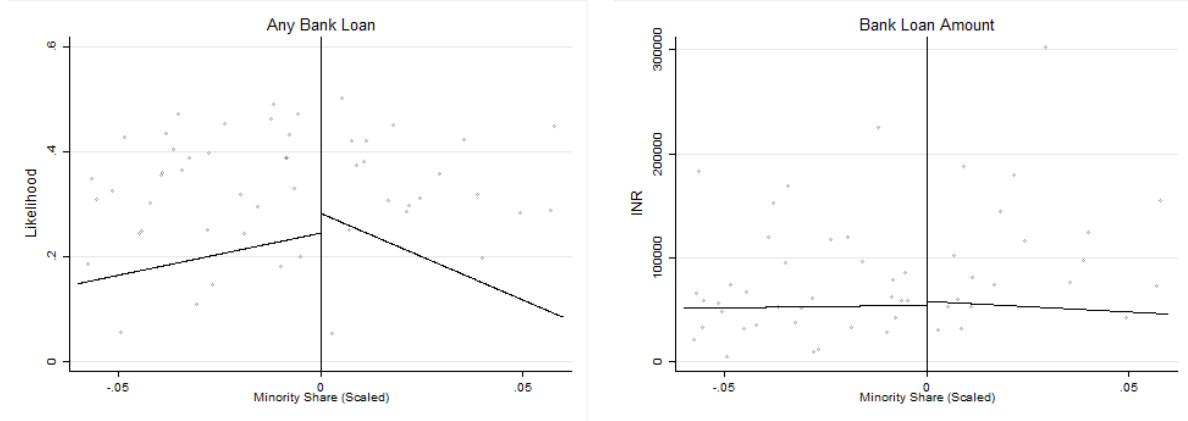 Any Bank Loan
.6
.4
.2
0
Likelihood
-.05
0
.05
Minority Share (Scaled)
Bank Loan Amount
300000
200000
100000
0
INR
-.05
0
.05
Minority Share (Scaled)